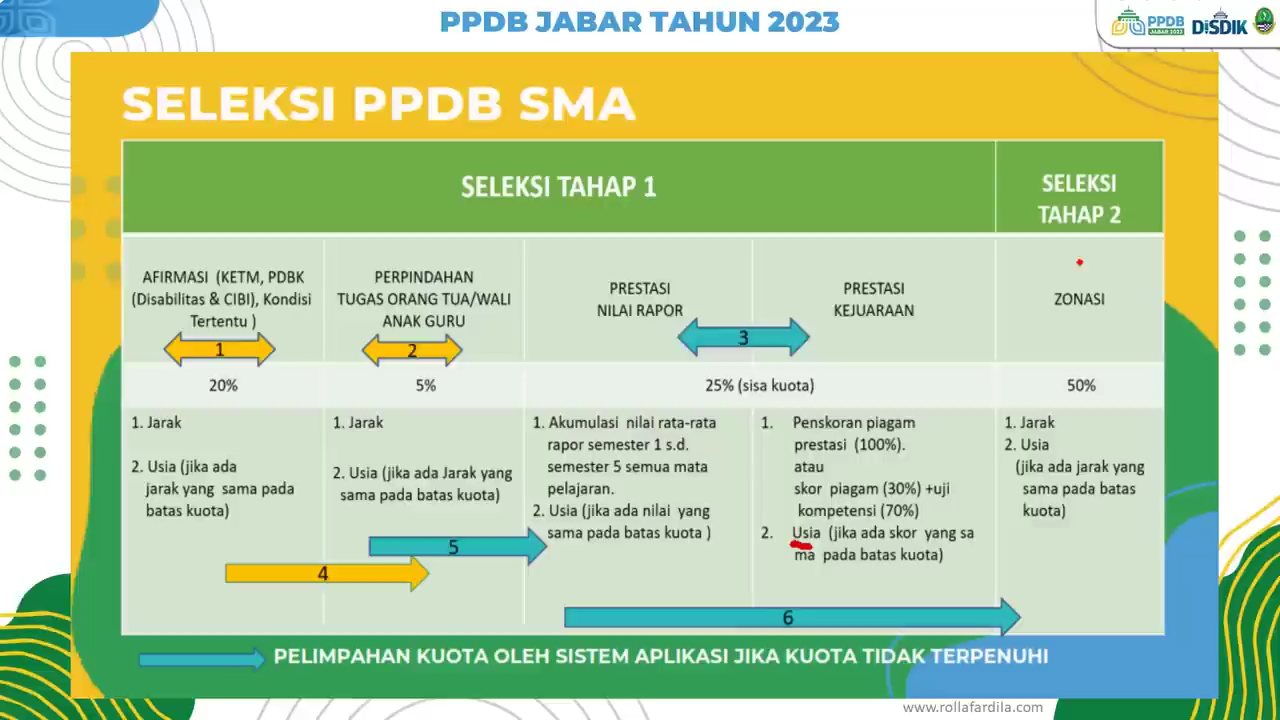 PPDB JABAR TAHUN 2023
PPDB
JABAR 2023
DISDIK
SELEKSI PPDB SMA
SELEKSI TAHAP 1
SELEKSI
TAHAP 2
AFIRMASI (KETM, PDBK
(Disabilitas & CIBI), Kondisi
Tertentu )
1
PERPINDAHAN
TUGAS ORANG TUA/WALI
ANAK GURU
2
PRESTASI
NILAI RAPOR
3
PRESTASI
KEJUARAAN
ZONASI
20%
5%
25% (sisa kuota)
50%
1. Jarak
2. Usia (jika ada
jarak yang sama pada
batas kuota)
1. Jarak
2. Usia (jika ada Jarak yang
sama pada batas kuota)
1. Akumulasi nilai rata-rata
rapor semester 1 s.d.
semester 5 semua mata
pelajaran.
2. Usia (jika ada nilai yang
sama pada batas kuota )
1. Penskoran piagam
prestasi (100%).
atau
skor piagam (30%) +uji
kompetensi (70%)
2. Usia (jika ada skor yang sa
ma pada batas kuota)
1. Jarak
2. Usia
(jika ada jarak yang
sama pada batas
kuota)
5
4
6
PELIMPAHAN KUOTA OLEH SISTEM APLIKASI JIKA KUOTA TIDAK TERPENUHI
www.rollafardila.com